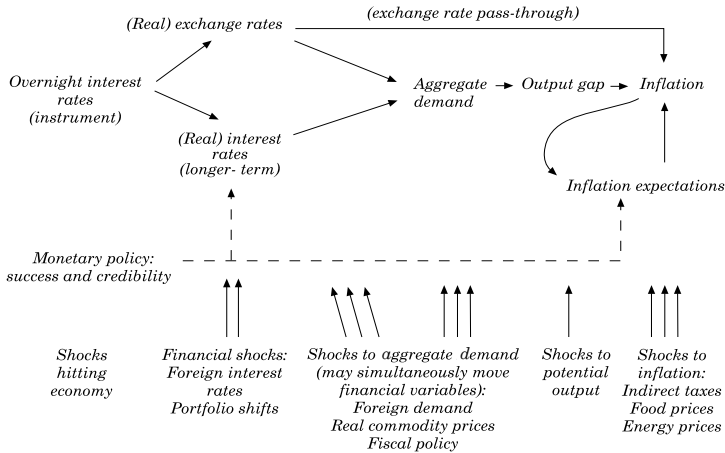 (Real) exchange rates
(exchange rate pass-through)
Overnight interest
rates
(instrument)
Aggregate
demand
Output gap
Inflation
(Real) interest
rates
(longer- term)
Inflation expectations
Monetary policy:
success and credibility
Shocks
hitting
economy
Financial shocks:
Foreign interest
rates
Portfolio shifts
Shocks to aggregate demand
(may simultaneously move
financial variables):
Foreign demand
Real commodity prices
Fiscal policy
Shocks to
potential
output
Shocks to
inflation:
Indirect taxes
Food prices
Energy prices